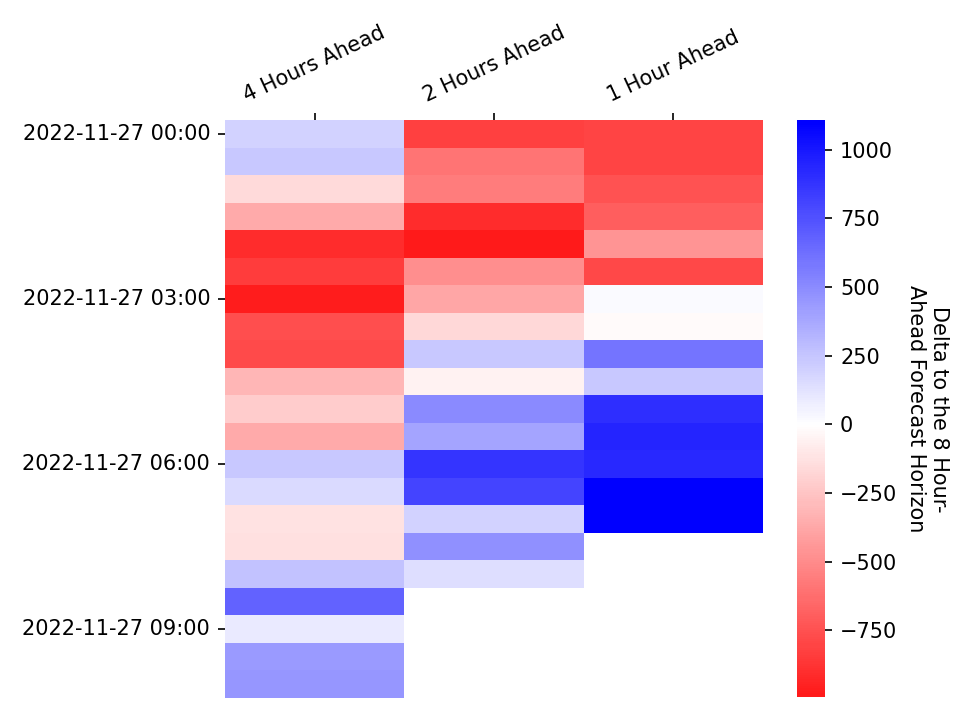 4 Hours Ahead
2 Hours Ahead
1 Hour Ahead
2022-11-27 00:00
2022-11-27 03:00
2022-11-27 06:00
2022-11-27 09:00
1000
750
500
250
0
−250
−500
−750
Delta to the 8 Hour-
Ahead Forecast Horizon